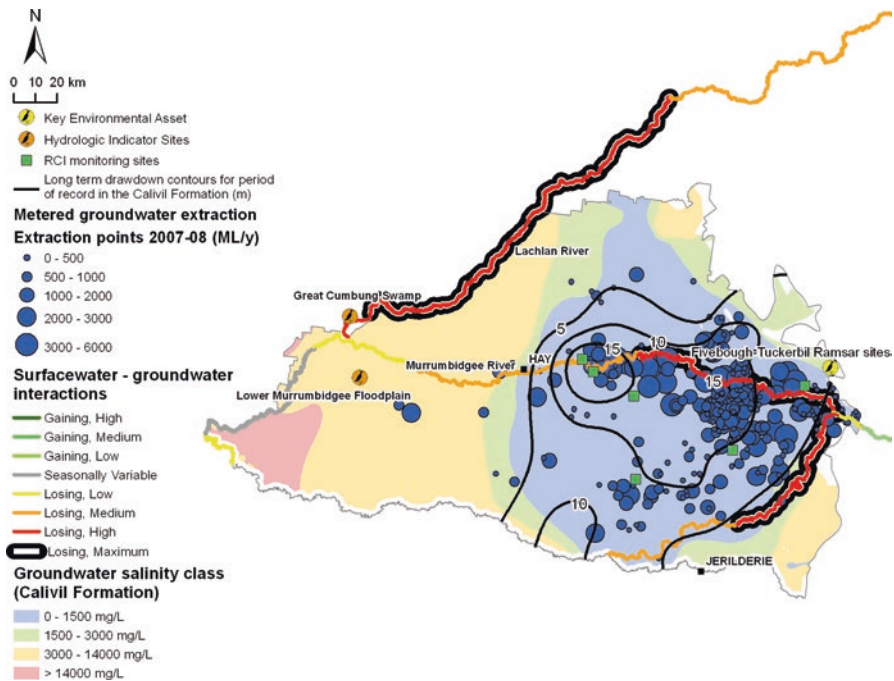 N
0 10 20 km
Key Environmental Asset
Hydrologic Indicator Sites
RCI monitoring sites
Long term drawdown contours for period
of record in the Calivil Formation (m)
Metered groundwater extraction
Extraction points 2007-08 (ML/y)
0 - 500
500 - 1000
1000 - 2000
2000 - 3000
3000 - 6000
Surfacewater - groundwater
interactions
Gaining, High
Gaining, Medium
Gaining, Low
Seasonally Variable
Losing, Low
Losing, Medium
Losing, High
Losing, Maximum
Groundwater salinity class
(Calivil Formation)
0 - 1500 mg/L
1500 - 3000 mg/L
3000 - 14000 mg/L
> 14000 mg/L
Lachlan River
Great Cumbung Swamp
5
10
15
Fivebough-Tuckerbil Ramsar sites
Murrumbidgee River
HAY
15
Lower Murrumbidgee Floodplain
10
JERILDERIE